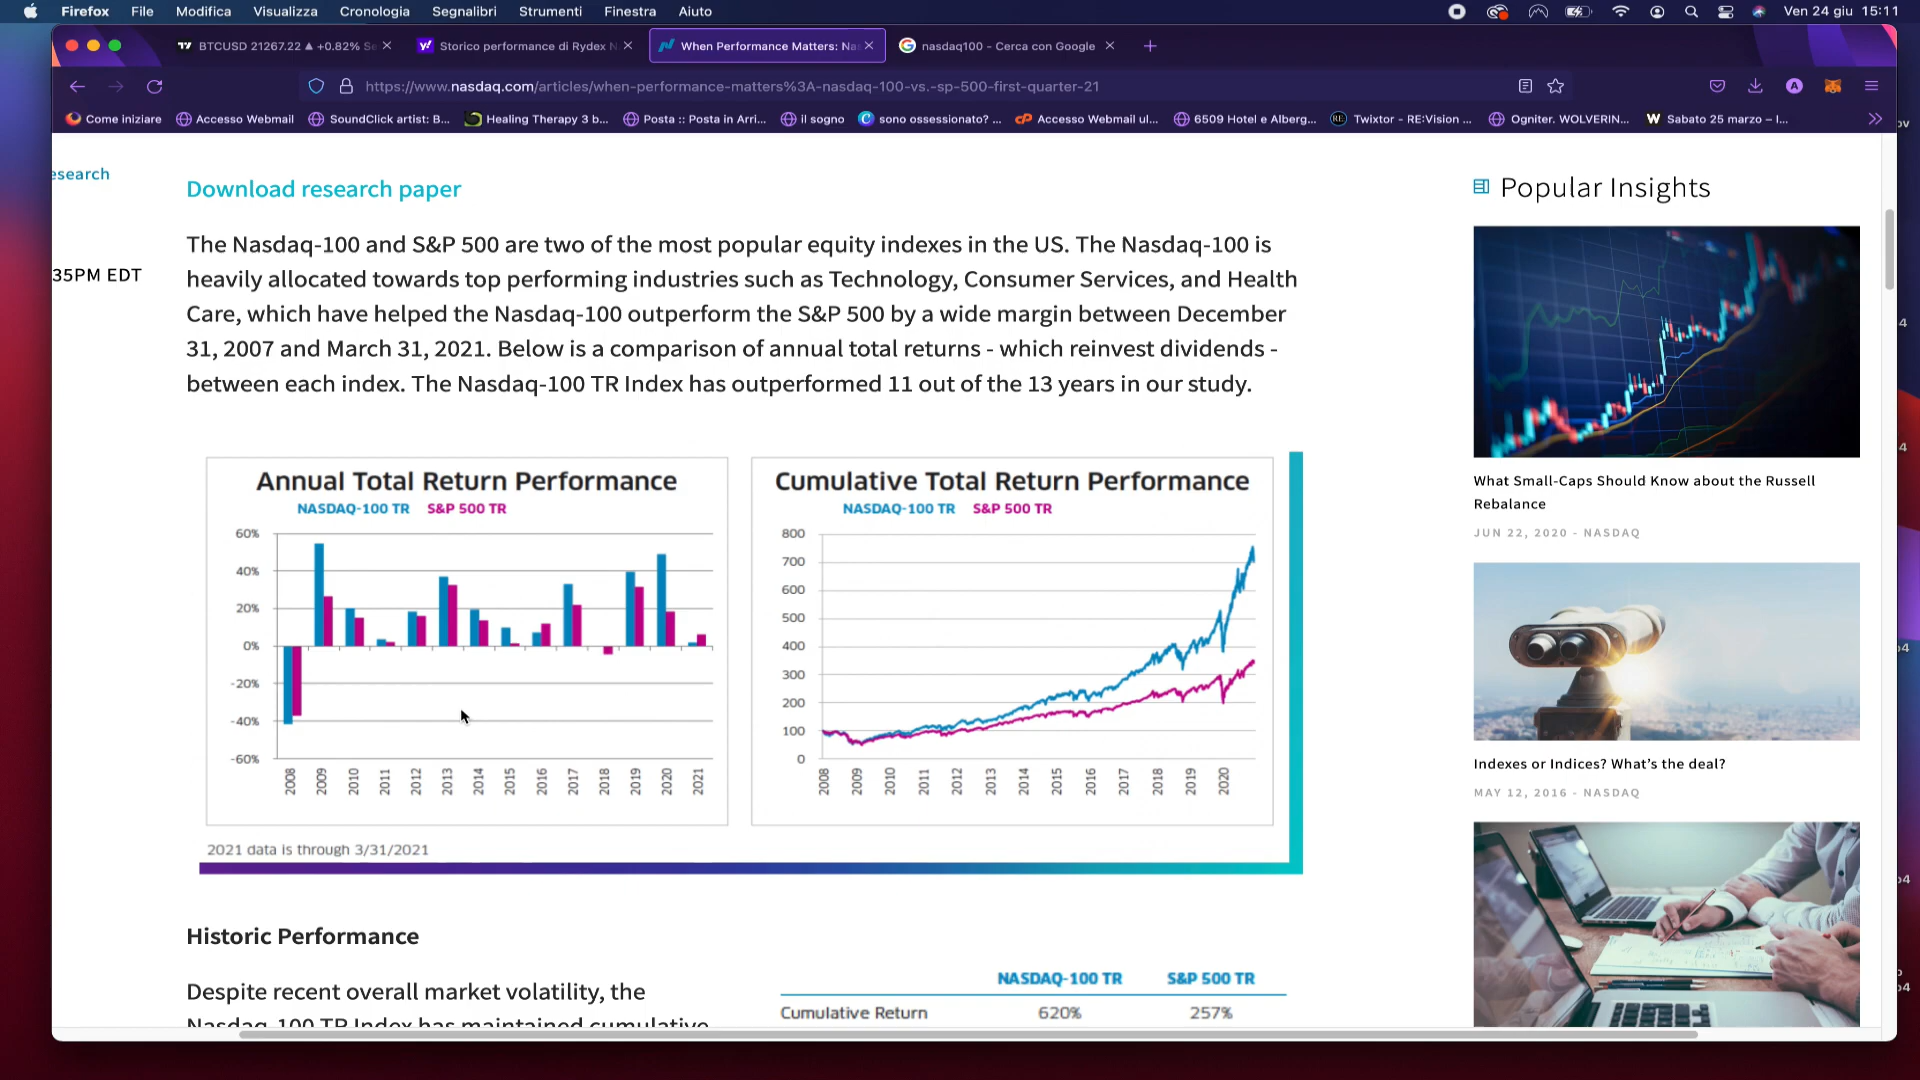 Firefox File Modifica Visualizza Cronologia Segnalibri Strumenti Finestra Aiuto Ven 24 giu 15:11
BTCUSD 21267.22 ▲ +0.82% Se Storico performance di Rydex N When Performance Matters: Na nasdaq100 - Cerca con Google
https://www.nasdaq.com/articles/when-performance-matters%3A-nasdaq-100-vs.-sp-500-first-quarter-21
Come iniziare Accesso Webmail SoundClick artist: B... Healing Therapy 3 b... Posta :: Posta in Arri... il sogno sono ossessionato? ... Accesso Webmail ul... 6509 Hotel e Alberg... Twixtor - RE:Vision ... Ogniter. WOLVERIN... Sabato 25 marzo – I...
esearch
35PM EDT
Download research paper
The Nasdaq-100 and S&P 500 are two of the most popular equity indexes in the US. The Nasdaq-100 is
heavily allocated towards top performing industries such as Technology, Consumer Services, and Health
Care, which have helped the Nasdaq-100 outperform the S&P 500 by a wide margin between December
31, 2007 and March 31, 2021. Below is a comparison of annual total returns - which reinvest dividends -
between each index. The Nasdaq-100 TR Index has outperformed 11 out of the 13 years in our study.
Annual Total Return Performance
NASDAQ-100 TR S&P 500 TR
60%
40%
20%
0%
-20%
-40%
-60%
2008 2009 2010 2011 2012 2013 2014 2015 2016 2017 2018 2019 2020 2021
Cumulative Total Return Performance
NASDAQ-100 TR S&P 500 TR
800
700
600
500
400
300
200
100
0
2008 2009 2010 2011 2012 2013 2014 2015 2016 2017 2018 2019 2020
2021 data is through 3/31/2021
Historic Performance
Despite recent overall market volatility, the
Nasdaq-100 TR Index has maintained cumulative
NASDAQ-100 TR S&P 500 TR
Cumulative Return 620% 257%
Popular Insights
What Small-Caps Should Know about the Russell
Rebalance
JUN 22, 2020 - NASDAQ
Indexes or Indices? What's the deal?
MAY 12, 2016 - NASDAQ